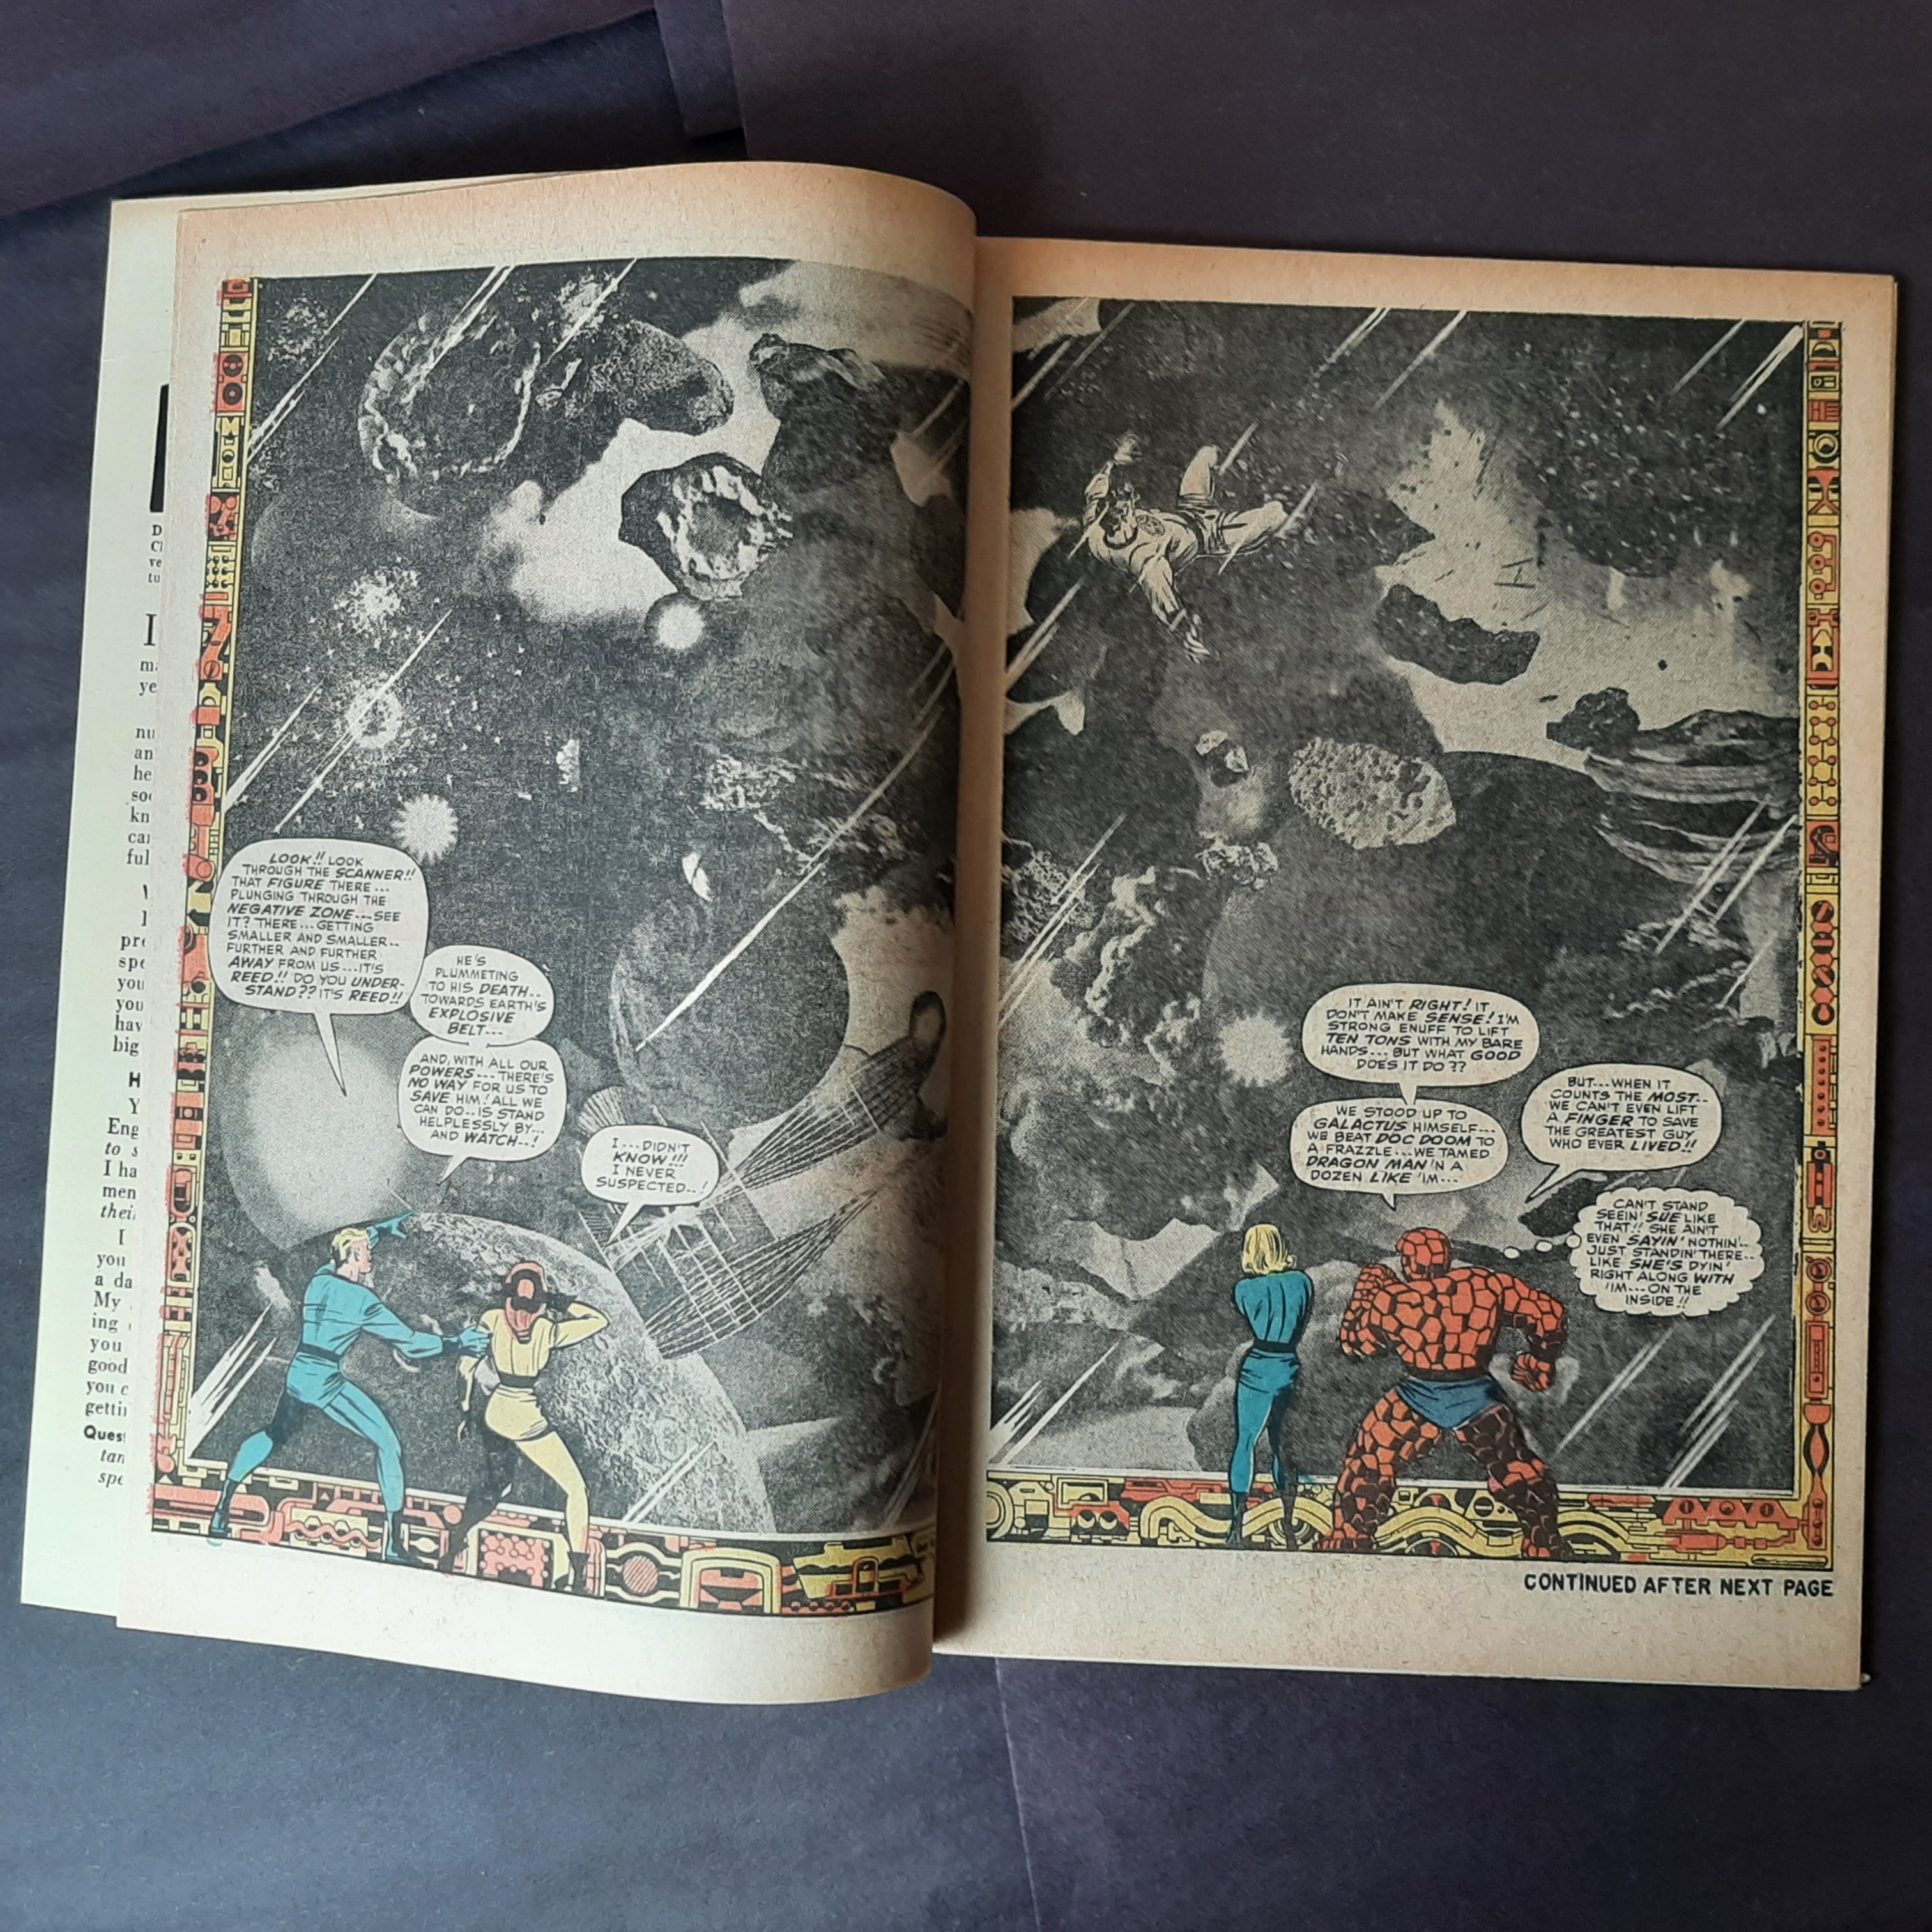 LOOK!! LOOK
THROUGH THE SCANNER!!
THAT FIGURE THERE...
PLUNGING THROUGH THE
NEGATIVE ZONE---SEE
IT? THERE...GETTING
SMALLER AND SMALLER--
FURTHER AND FURTHER
AWAY FROM US...IT'S
REED!! DO YOU UNDER-
STAND?? IT'S REED!!
HE'S
PLUMMETING
TO HIS DEATH--
TOWARDS EARTH'S
EXPLOSIVE
BELT---
AND WITH ALL OUR
POWERS---THERE'S
NO WAY FOR US TO
SAVE HIM! ALL WE
CAN DO...IS STAND
HELPLESSLY BY---
AND WATCH--!
I...DIDN'T
KNOW!!!
I NEVER
SUSPECTED...
IT AIN'T RIGHT! IT
DON'T MAKE SENSE! I'M
STRONG ENUFF TO LIFT
TEN TONS WITH MY BARE
HANDS...BUT WHAT GOOD
DOES IT DO??
WE STOOD UP TO
GALACTUS HIMSELF---
WE BEAT DOC DOOM TO
A FRAZZLE...WE TAMED
DRAGON MAN 'N A
DOZEN LIKE 'IM...
BUT...WHEN IT
COUNTS THE MOST--
WE CAN'T EVEN LIFT
A FINGER TO SAVE
THE GREATEST GUY
WHO EVER LIVED!!
CAN'T STAND
SEEIN' SUE LIKE
THAT!! SHE AIN'T
EVEN SAYIN' NOTHIN'--
JUST STANDIN' THERE--
LIKE SHE'S DYIN'
RIGHT ALONG WITH
'IM...ON THE
INSIDE!!
CONTINUED AFTER NEXT PAGE